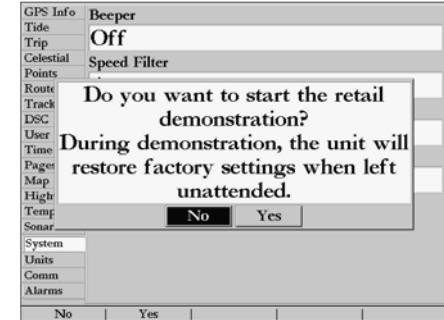 GPS Info
Tide
Trip
Celestial
Points
Route
Track
DSC
User
Time
Pages
Map
High
Temp
Sonar
System
Units
Comm
Alarms
Beeper
Off
Speed Filter
Do you want to start the retail
demonstration?
During demonstration, the unit will
restore factory settings when left
unattended.
No Yes
No Yes